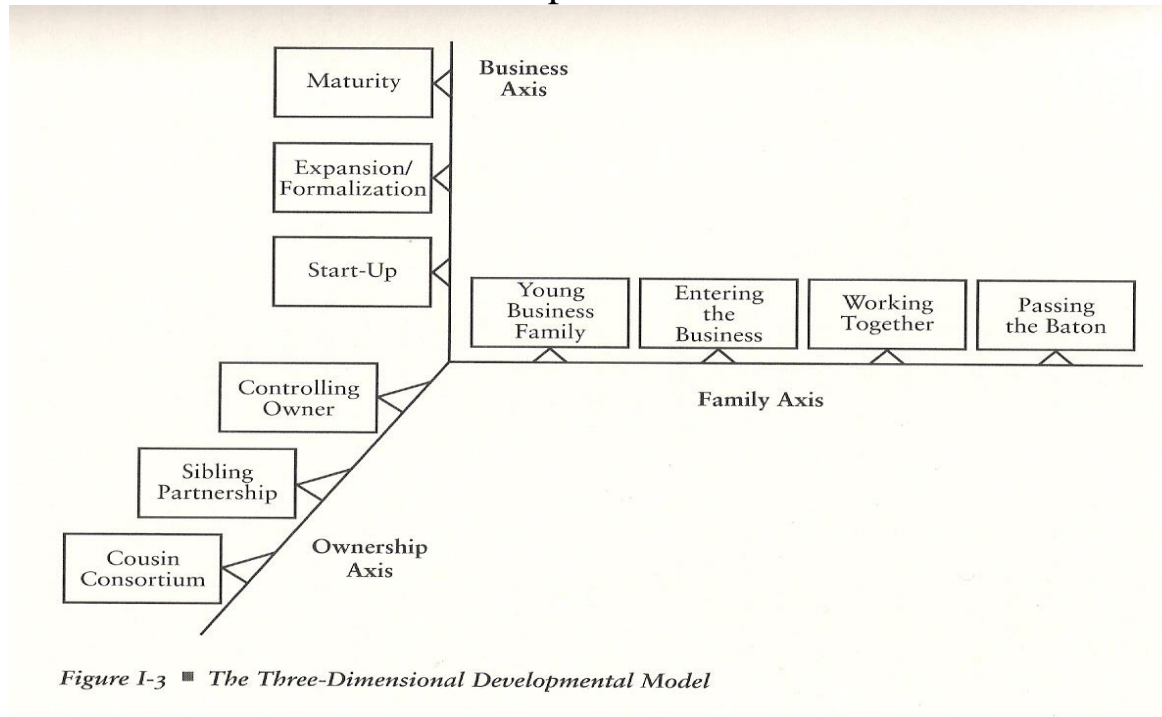 Maturity
Business
Axis
Expansion/
Formalization
Start-Up
Young
Business
Family
Entering
the
Business
Working
Together
Passing
the Baton
Controlling
Owner
Family Axis
Sibling
Partnership
Ownership
Axis
Cousin
Consortium
Figure I-3 ■ The Three-Dimensional Developmental Model